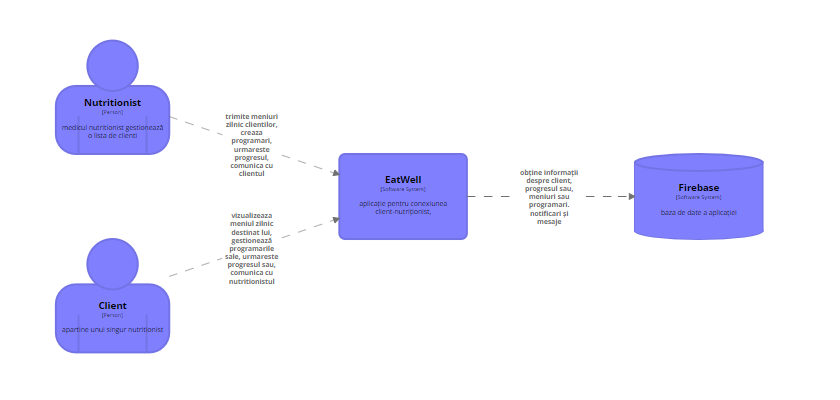 Nutritionist
[Person]
medicul nutritionist gestionează
o lista de clienti
trimite meniuri
zilnic clientilor,
creaza
programari,
urmareste
progresul,
comunica cu
clientul
EatWell
[Software System]
aplicație pentru conexiunea
client-nutriționist,
obține informații
despre client,
progresul sau,
meniuri sau
programari.
notificari și
mesaje
Firebase
[Software System]
baza de date a aplicației
vizualizeaza
meniul zilnic
destinat lui,
gestionează
programarile
sale, urmareste
progresul sau,
comunica cu
nutritionistul
Client
[Person]
apartine unui singur nutritionist